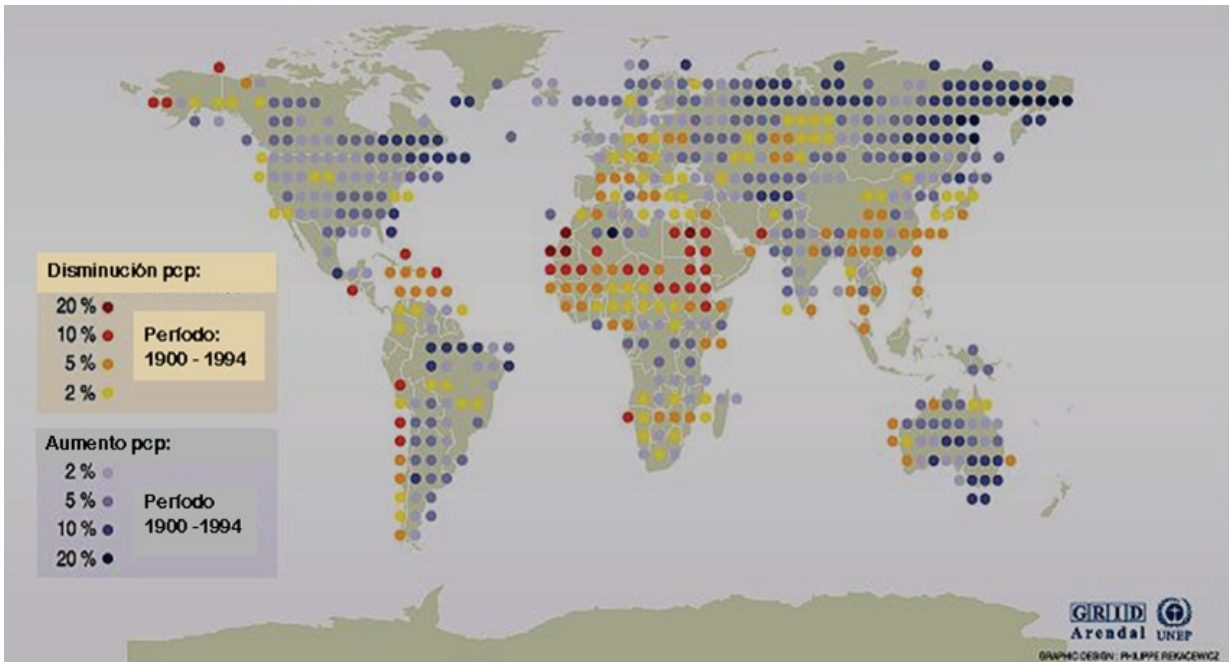 Disminución pcp:
20 %
10 %
5 %
2 %
Período:
1900 - 1994
Aumento pcp:
2 %
5 %
10 %
20 %
Período
1900 -1994
GRID
Arendal
UNEP
GRAPHIC DESIGN : PHILIPPE REKACEWICZ